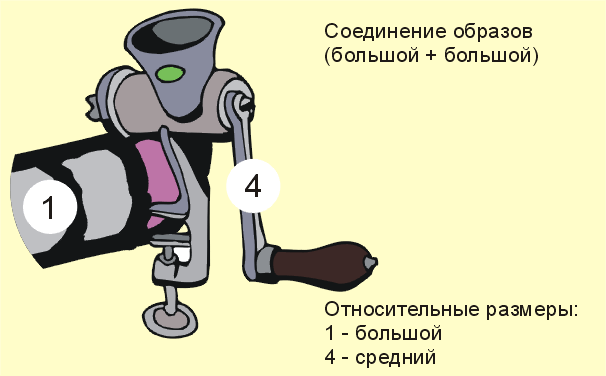 Соединение образов
(большой + большой)
1
4
Относительные размеры:
1 - большой
4 - средний